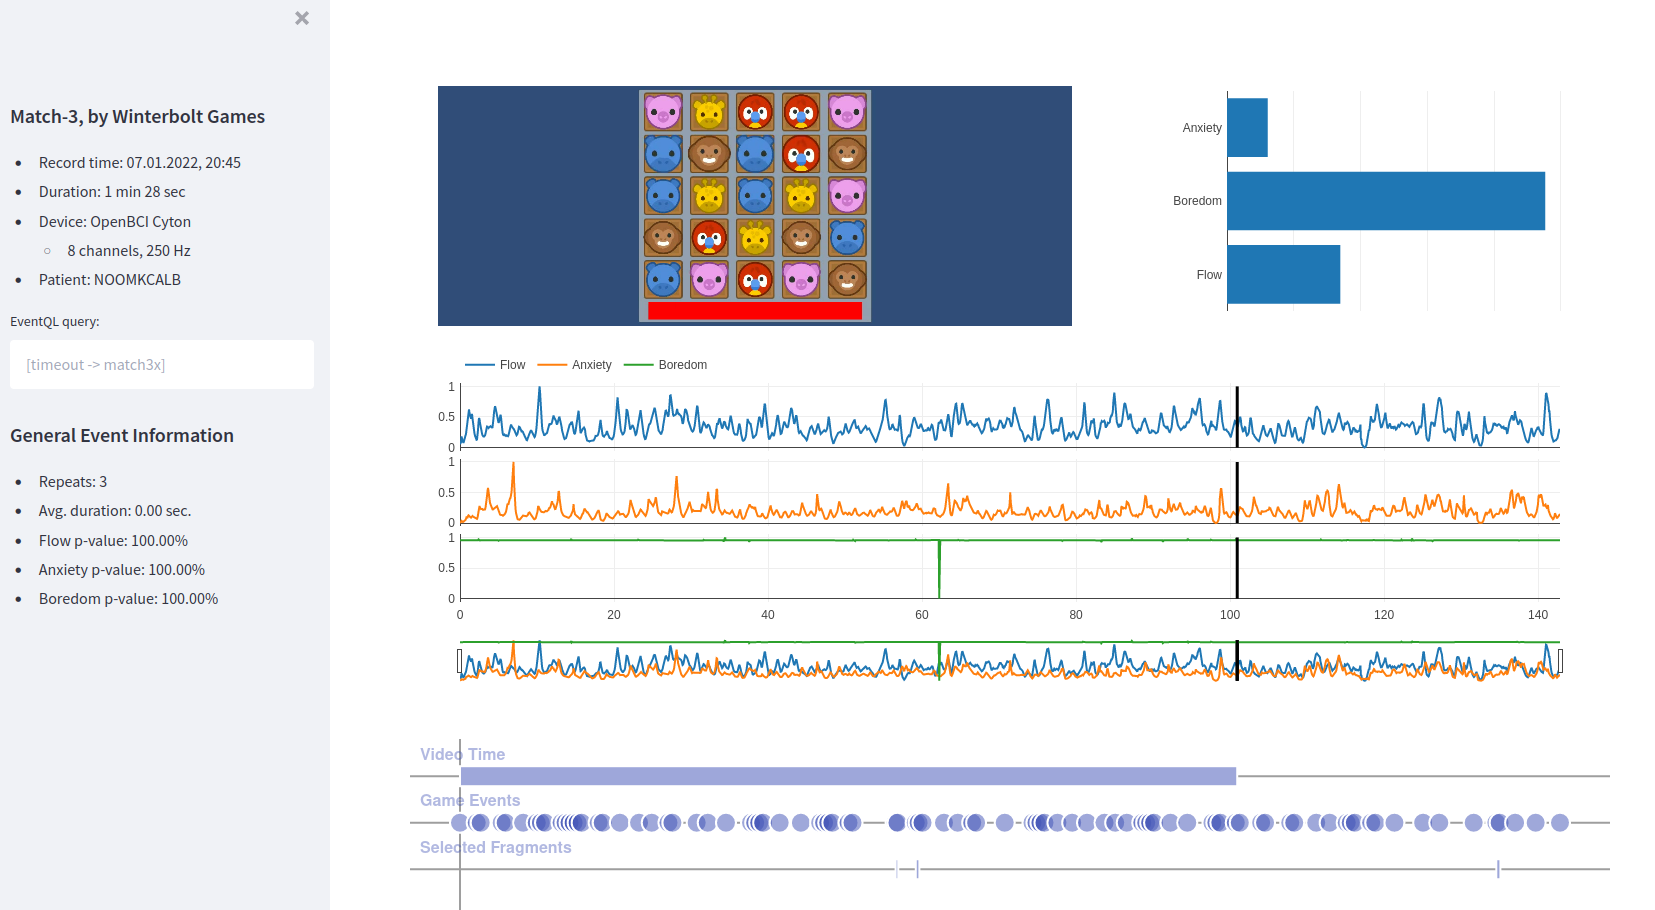 Match-3, by Winterbolt Games
Record time: 07.01.2022, 20:45
Duration: 1 min 28 sec
Device: OpenBCI Cyton
8 channels, 250 Hz
Patient: NOOMKCALB
EventQL query:
[timeout -> match3x]
General Event Information
Repeats: 3
Avg. duration: 0.00 sec.
Flow p-value: 100.00%
Anxiety p-value: 100.00%
Boredom p-value: 100.00%
Anxiety
Boredom
Flow
Flow Anxiety Boredom
1
0.5
0
1
0.5
0
1
0.5
0
0 20 40 60 80 100 120 140
Video Time
Game Events
Selected Fragments